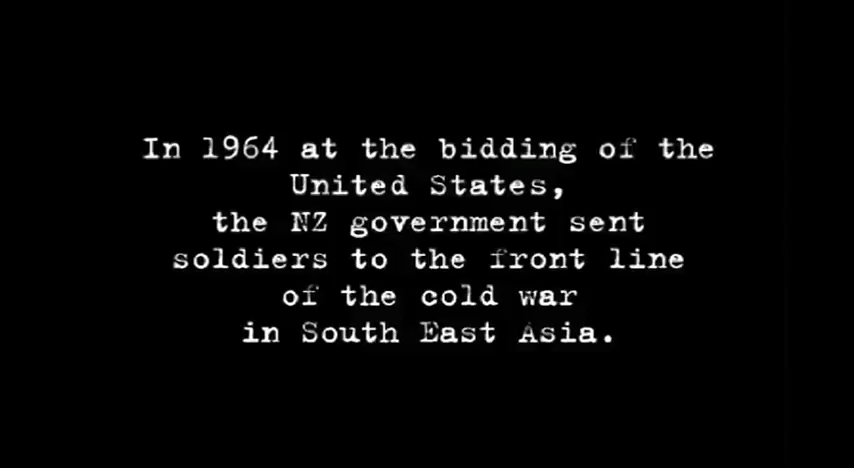 In 1964 at the bidding of the
United States,
the NZ government sent
soldiers to the front line
of the cold war
in South East Asia.